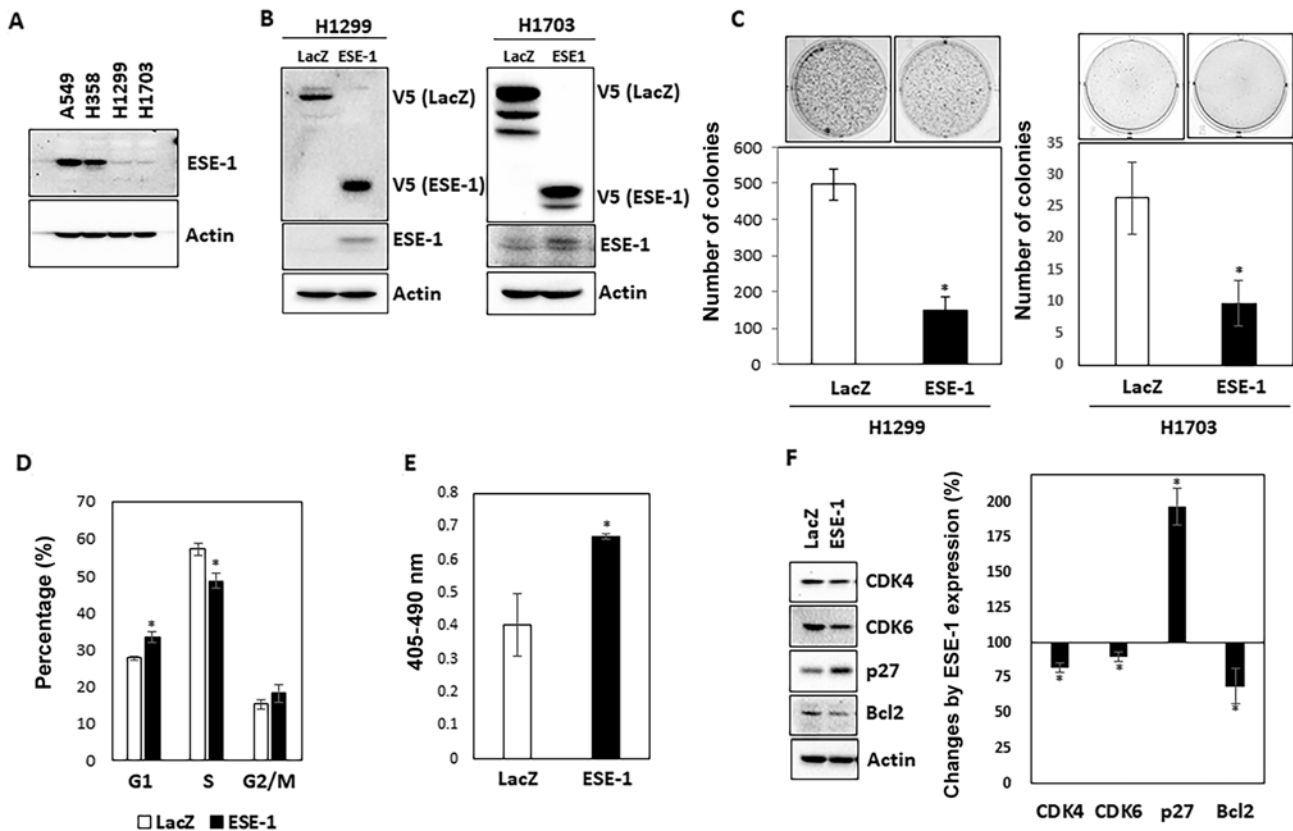 A
A549
H358
H1299
H1703
ESE-1
Actin
B
H1299
LacZ ESE-1
V5 (LacZ)
V5 (ESE-1)
ESE-1
Actin
H1703
LacZ ESE1
V5 (LacZ)
V5 (ESE-1)
ESE-1
Actin
C
Number of colonies
600
500
400
300
200
100
0
*
LacZ ESE-1
H1299
Number of colonies
35
30
25
20
15
10
5
0
*
LacZ ESE-1
H1703
D
Percentage (%)
70
60
50
40
30
20
10
0
*
*
G1 S G2/M
LacZ ESE-1
E
405-490 nm
0.8
0.7
0.6
0.5
0.4
0.3
0.2
0.1
0
*
LacZ ESE-1
F
LacZ
ESE-1
CDK4
CDK6
p27
Bcl2
Actin
Changes by ESE-1 expression (%)
200
175
150
125
100
75
50
25
0
*
*
*
*
CDK4 CDK6 p27 Bcl2